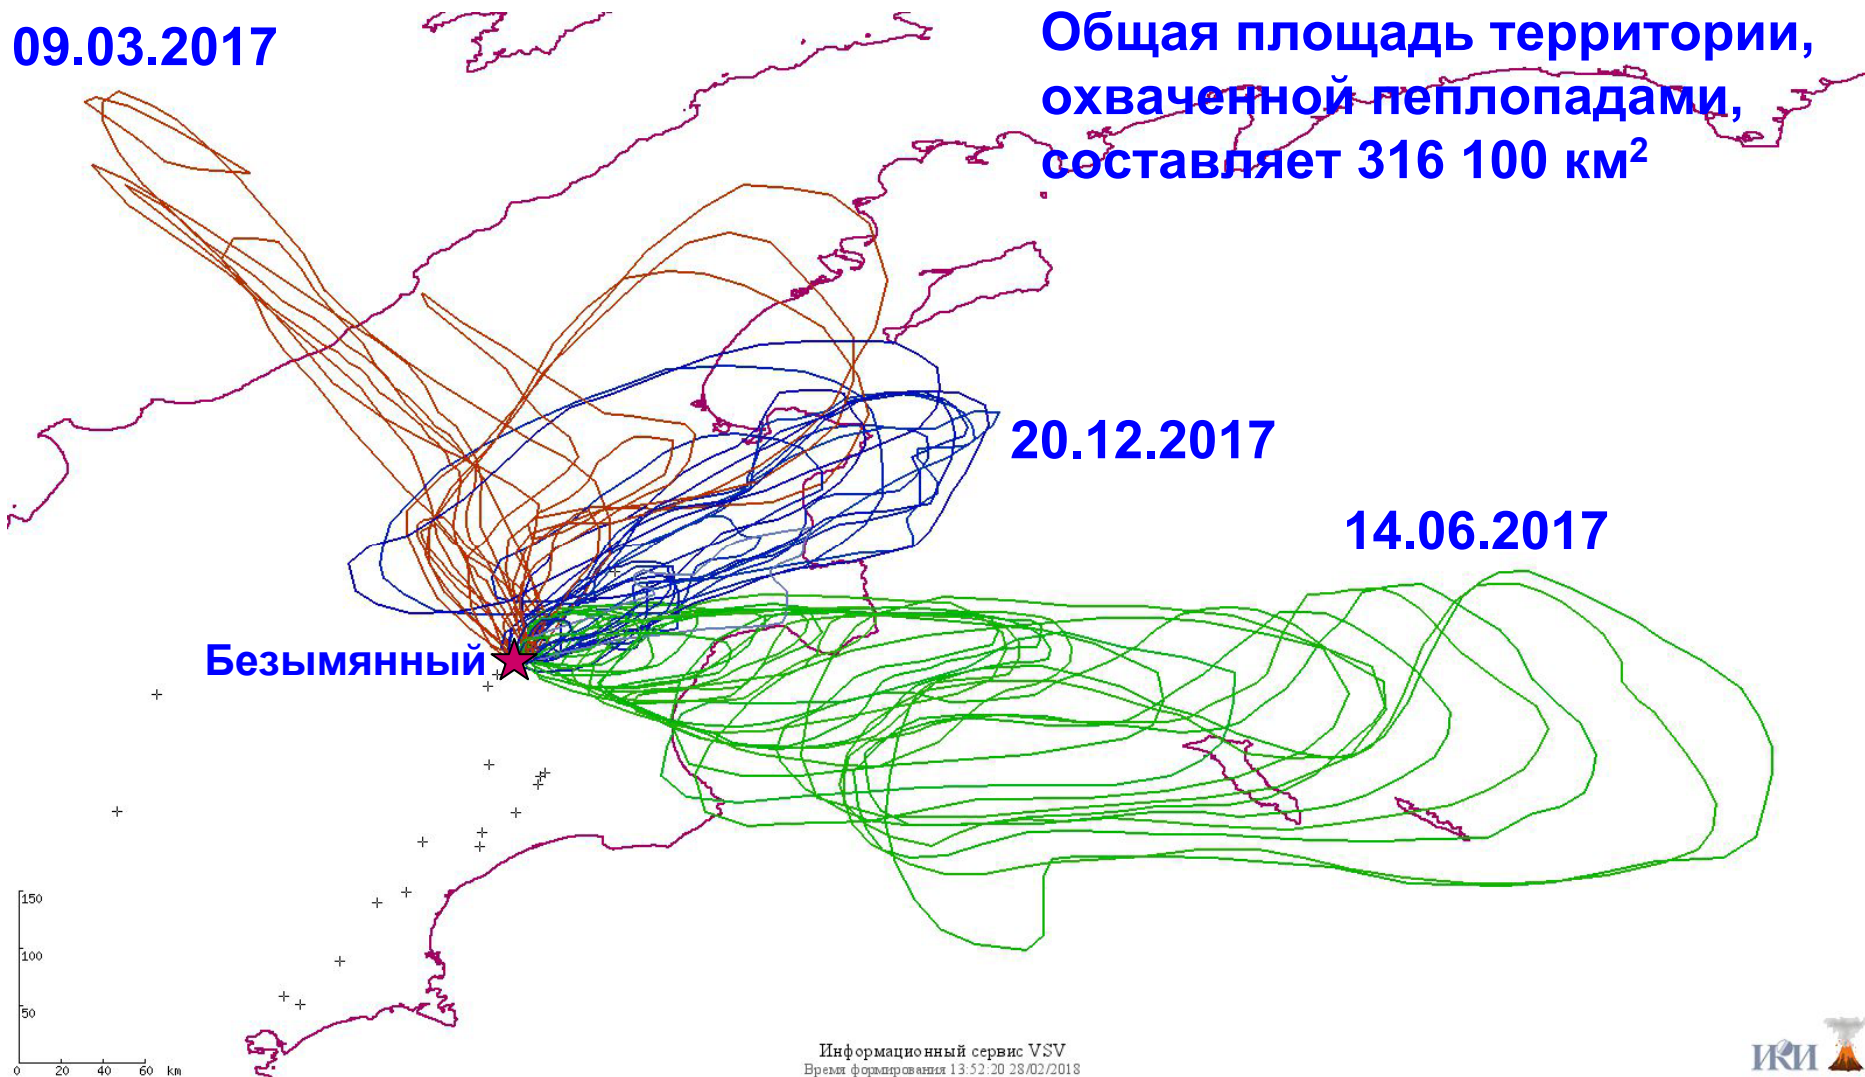 09.03.2017
Общая площадь территории,
охваченной пеплопадами,
составляет 316 100 км²
20.12.2017
14.06.2017
Безымянный
150
100
50
0 20 40 60 km
Информационный сервис VSV
Время формирования 13:52:20 28/02/2018
ИКИ